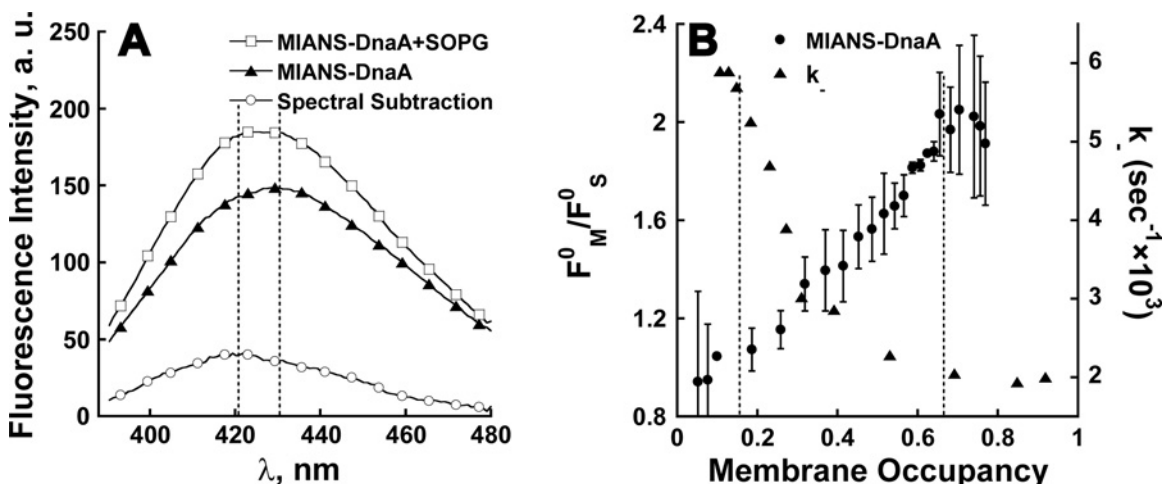 A
Fluorescence Intensity, a. u.
250
200
150
100
50
0
MIANS-DnaA+SOPG
MIANS-DnaA
Spectral Subtraction
400 420 440 460 480
λ, nm
B
F⁰M/F⁰S
2.4
2
1.6
1.2
0.8
MIANS-DnaA
k-
6
5
4
3
2
k- (sec⁻¹×10³)
0 0.2 0.4 0.6 0.8 1
Membrane Occupancy